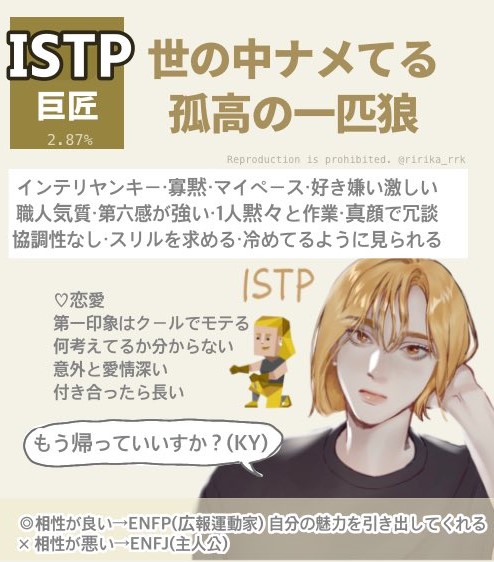 ISTP
巨匠
2.87%
世の中ナメてる
孤高の一匹狼
Reproduction is prohibited. @ririka_rrk
インテリヤンキー·寡黙·マイペース·好き嫌い激しい
職人気質·第六感が強い·1人黙々と作業·真顔で冗談
協調性なし·スリルを求める·冷めてるように見られる
ISTP
♡恋愛
第一印象はクールでモテる
何考えてるか分からない
意外と愛情深い
付き合ったら長い
もう帰っていいすか？(KY)
◎相性が良い→ENFP(広報運動家) 自分の魅力を引き出してくれる
×相性が悪い→ENFJ(主人公)